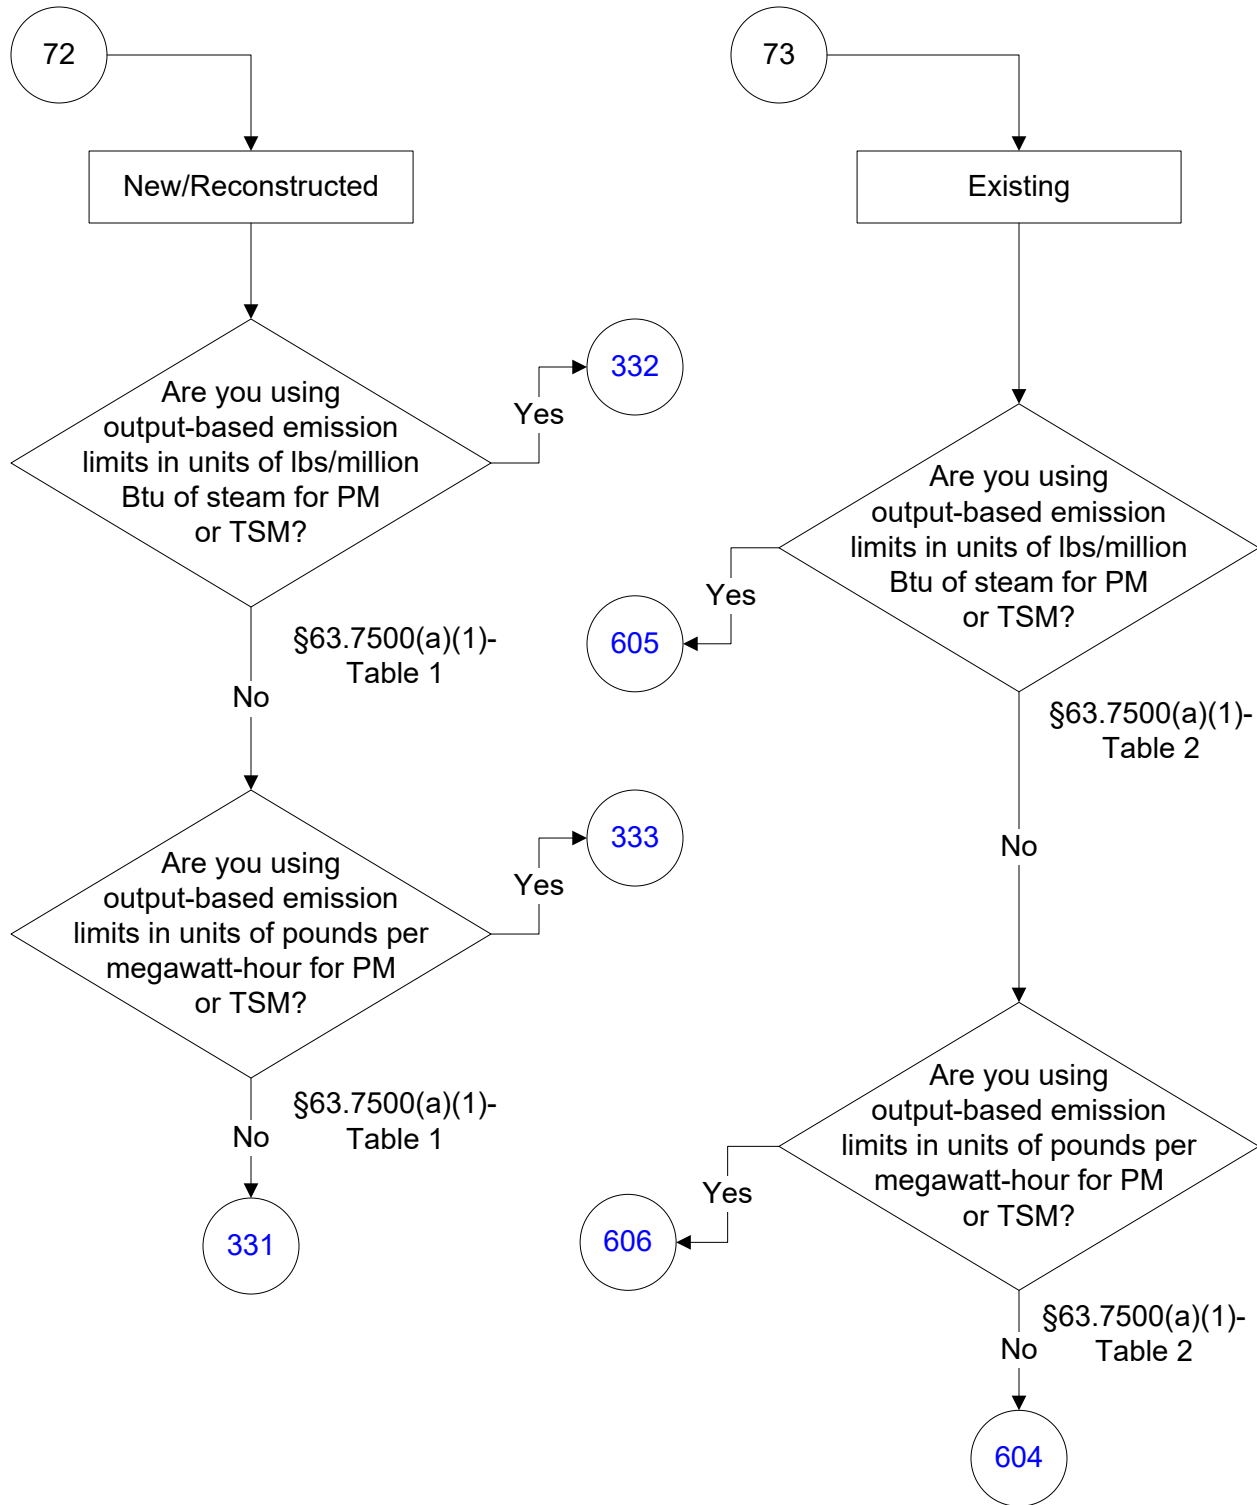 72
New/Reconstructed
Are you using
output-based emission
limits in units of lbs/million
Btu of steam for PM
or TSM?
Yes
332
§63.7500(a)(1)-
Table 1
No
Are you using
output-based emission
limits in units of pounds per
megawatt-hour for PM
or TSM?
Yes
333
§63.7500(a)(1)-
Table 1
No
331
73
Existing
Are you using
output-based emission
limits in units of lbs/million
Btu of steam for PM
or TSM?
Yes
605
§63.7500(a)(1)-
Table 2
No
Are you using
output-based emission
limits in units of pounds per
megawatt-hour for PM
or TSM?
Yes
606
§63.7500(a)(1)-
Table 2
No
604